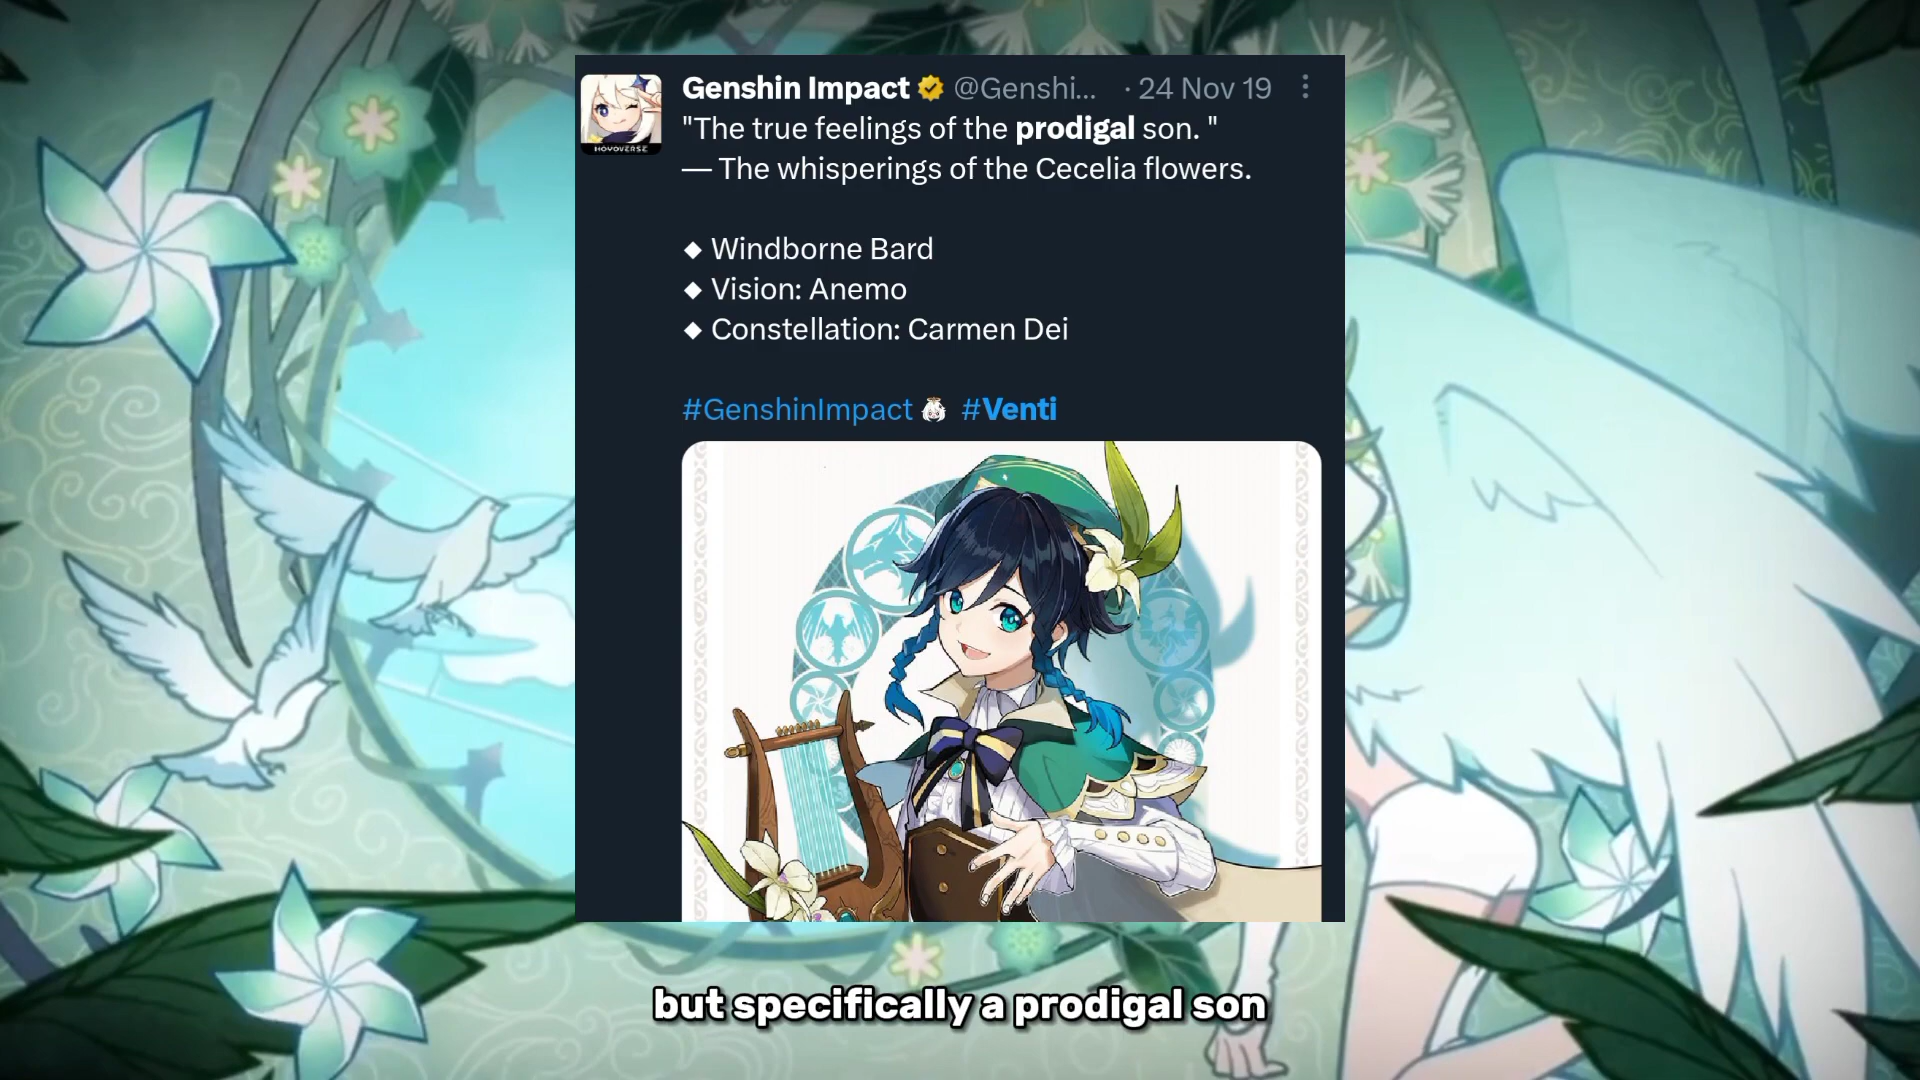 Genshin Impact @Genshi... · 24 Nov 19
"The true feelings of the prodigal son. "
— The whisperings of the Cecelia flowers.
◆ Windborne Bard
◆ Vision: Anemo
◆ Constellation: Carmen Dei
#GenshinImpact #Venti
HOYOVERSE
but specifically a prodigal son